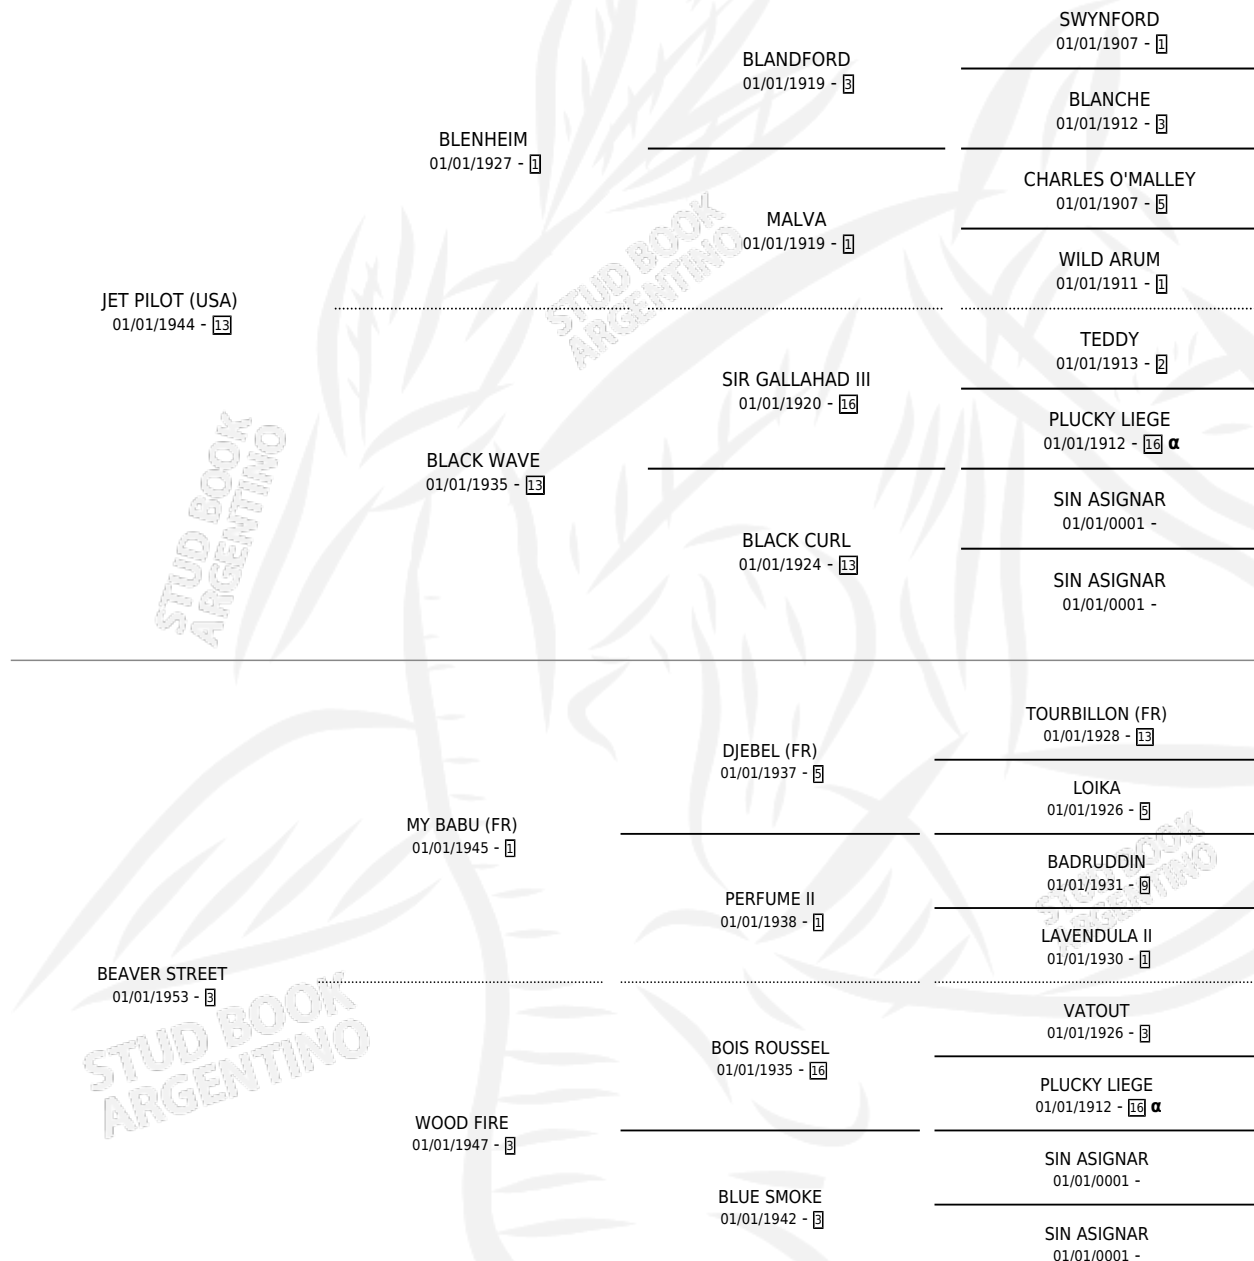 SWYNFORD
01/01/1907 - 1
BLANDFORD
01/01/1919 - 3
BLANCHE
01/01/1912 - 3
BLENHEIM
01/01/1927 - 1
CHARLES O'MALLEY
01/01/1907 - 5
MALVA
01/01/1919 - 1
WILD ARUM
01/01/1911 - 1
STUD BOOK
ARGENTINO
JET PILOT (USA)
01/01/1944 - 13
TEDDY
01/01/1913 - 2
SIR GALLAHAD III
01/01/1920 - 16
PLUCKY LIEGE
01/01/1912 - 16 α
BLACK WAVE
01/01/1935 - 13
SIN ASIGNAR
01/01/0001 -
BLACK CURL
01/01/1924 - 13
SIN ASIGNAR
01/01/0001 -
STUD BOOK
ARGENTINO
TOURBILLON (FR)
01/01/1928 - 13
DJEBEL (FR)
01/01/1937 - 5
LOIKA
01/01/1926 - 5
MY BABU (FR)
01/01/1945 - 1
BADRUDDIN
01/01/1931 - 9
PERFUME II
01/01/1938 - 1
LAVENDULA II
01/01/1930 - 1
STUD BOOK
ARGENTINO
BEAVER STREET
01/01/1953 - 3
VATOUT
01/01/1926 - 3
BOIS ROUSSEL
01/01/1935 - 16
PLUCKY LIEGE
01/01/1912 - 16 α
WOOD FIRE
01/01/1947 - 3
SIN ASIGNAR
01/01/0001 -
BLUE SMOKE
01/01/1942 - 3
SIN ASIGNAR
01/01/0001 -
STUD BOOK
ARGENTINO